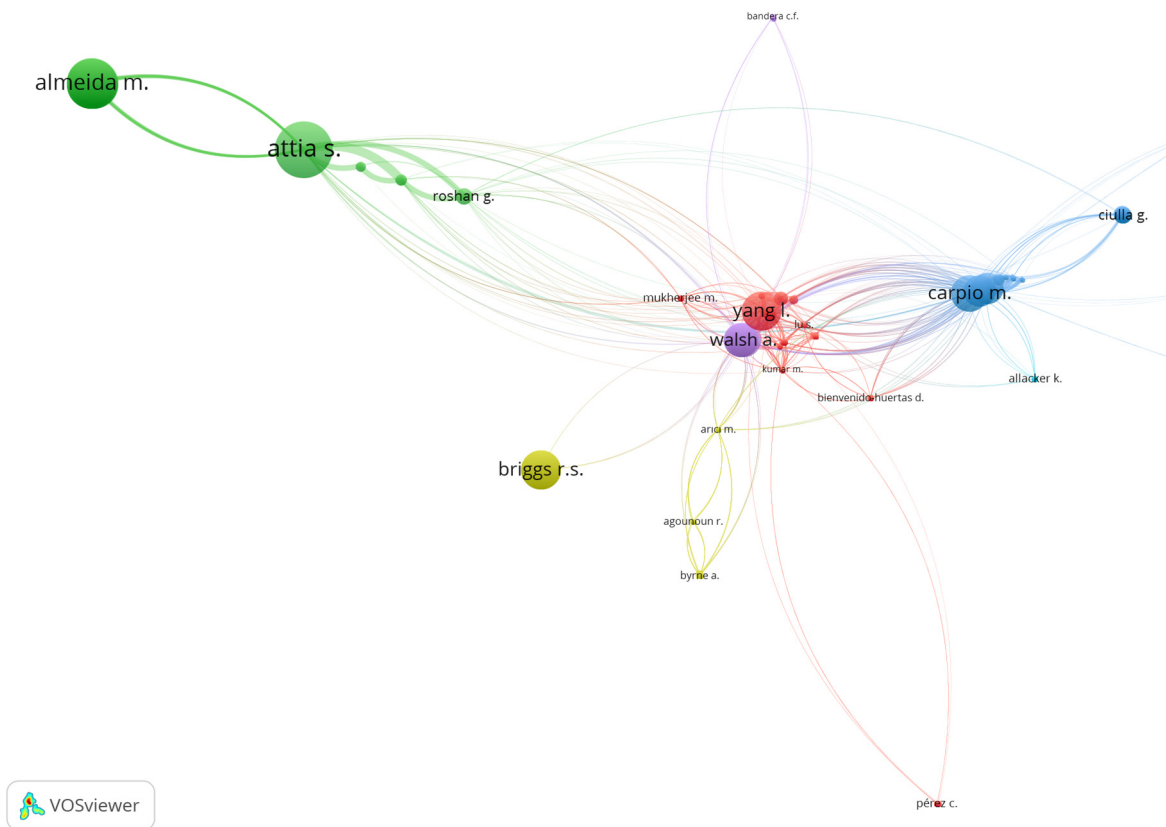 bandera c.f.
almeida m.
attia s.
roshan g.
ciulla g.
mukherjee m.
carpio m.
yang l.
lu s.
walsh a.
kumar m.
allacker k.
bienvenido-huertas d.
arıcı m.
briggs r.s.
agounoun r.
byrne a.
pérez c.
VOSviewer